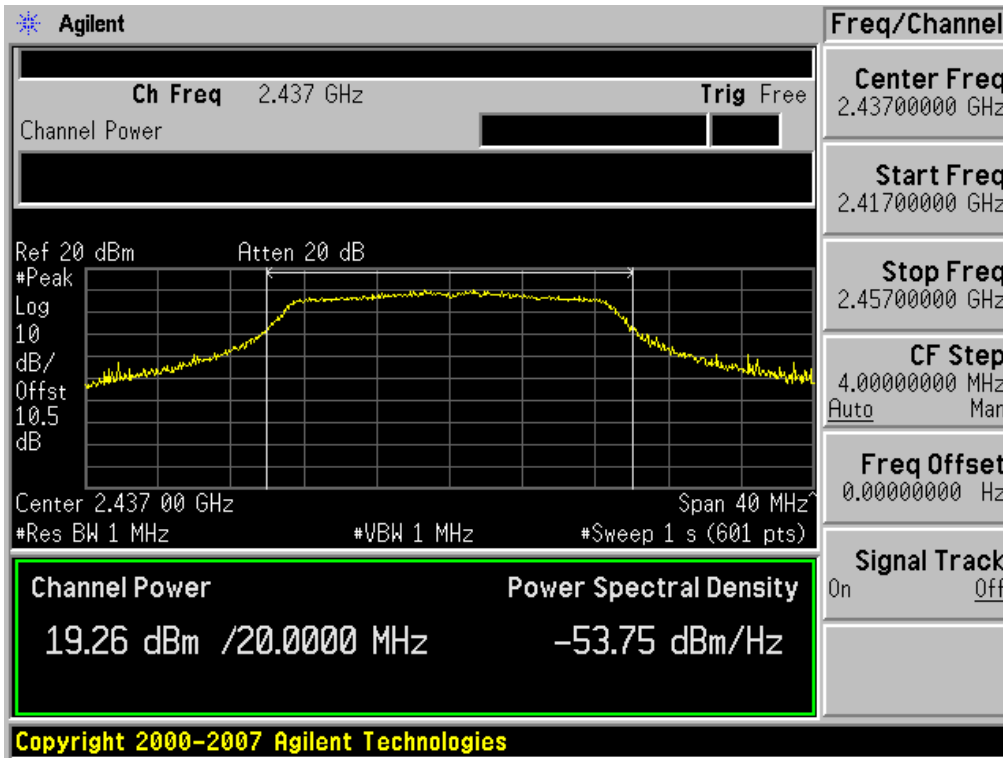 Agilent
Freq/Channel
Ch Freq 2.437 GHz Trig Free
Channel Power
Center Freq
2.43700000 GHz
Start Freq
2.41700000 GHz
Stop Freq
2.45700000 GHz
CF Step
4.00000000 MHz
Auto Man
Freq Offset
0.00000000 Hz
Signal Track
On Off
Ref 20 dBm Atten 20 dB
#Peak
Log
10
dB/
Offst
10.5
dB
Center 2.437 00 GHz Span 40 MHz^
#Res BW 1 MHz #VBW 1 MHz #Sweep 1 s (601 pts)
Channel Power Power Spectral Density
19.26 dBm /20.0000 MHz -53.75 dBm/Hz
Copyright 2000-2007 Agilent Technologies